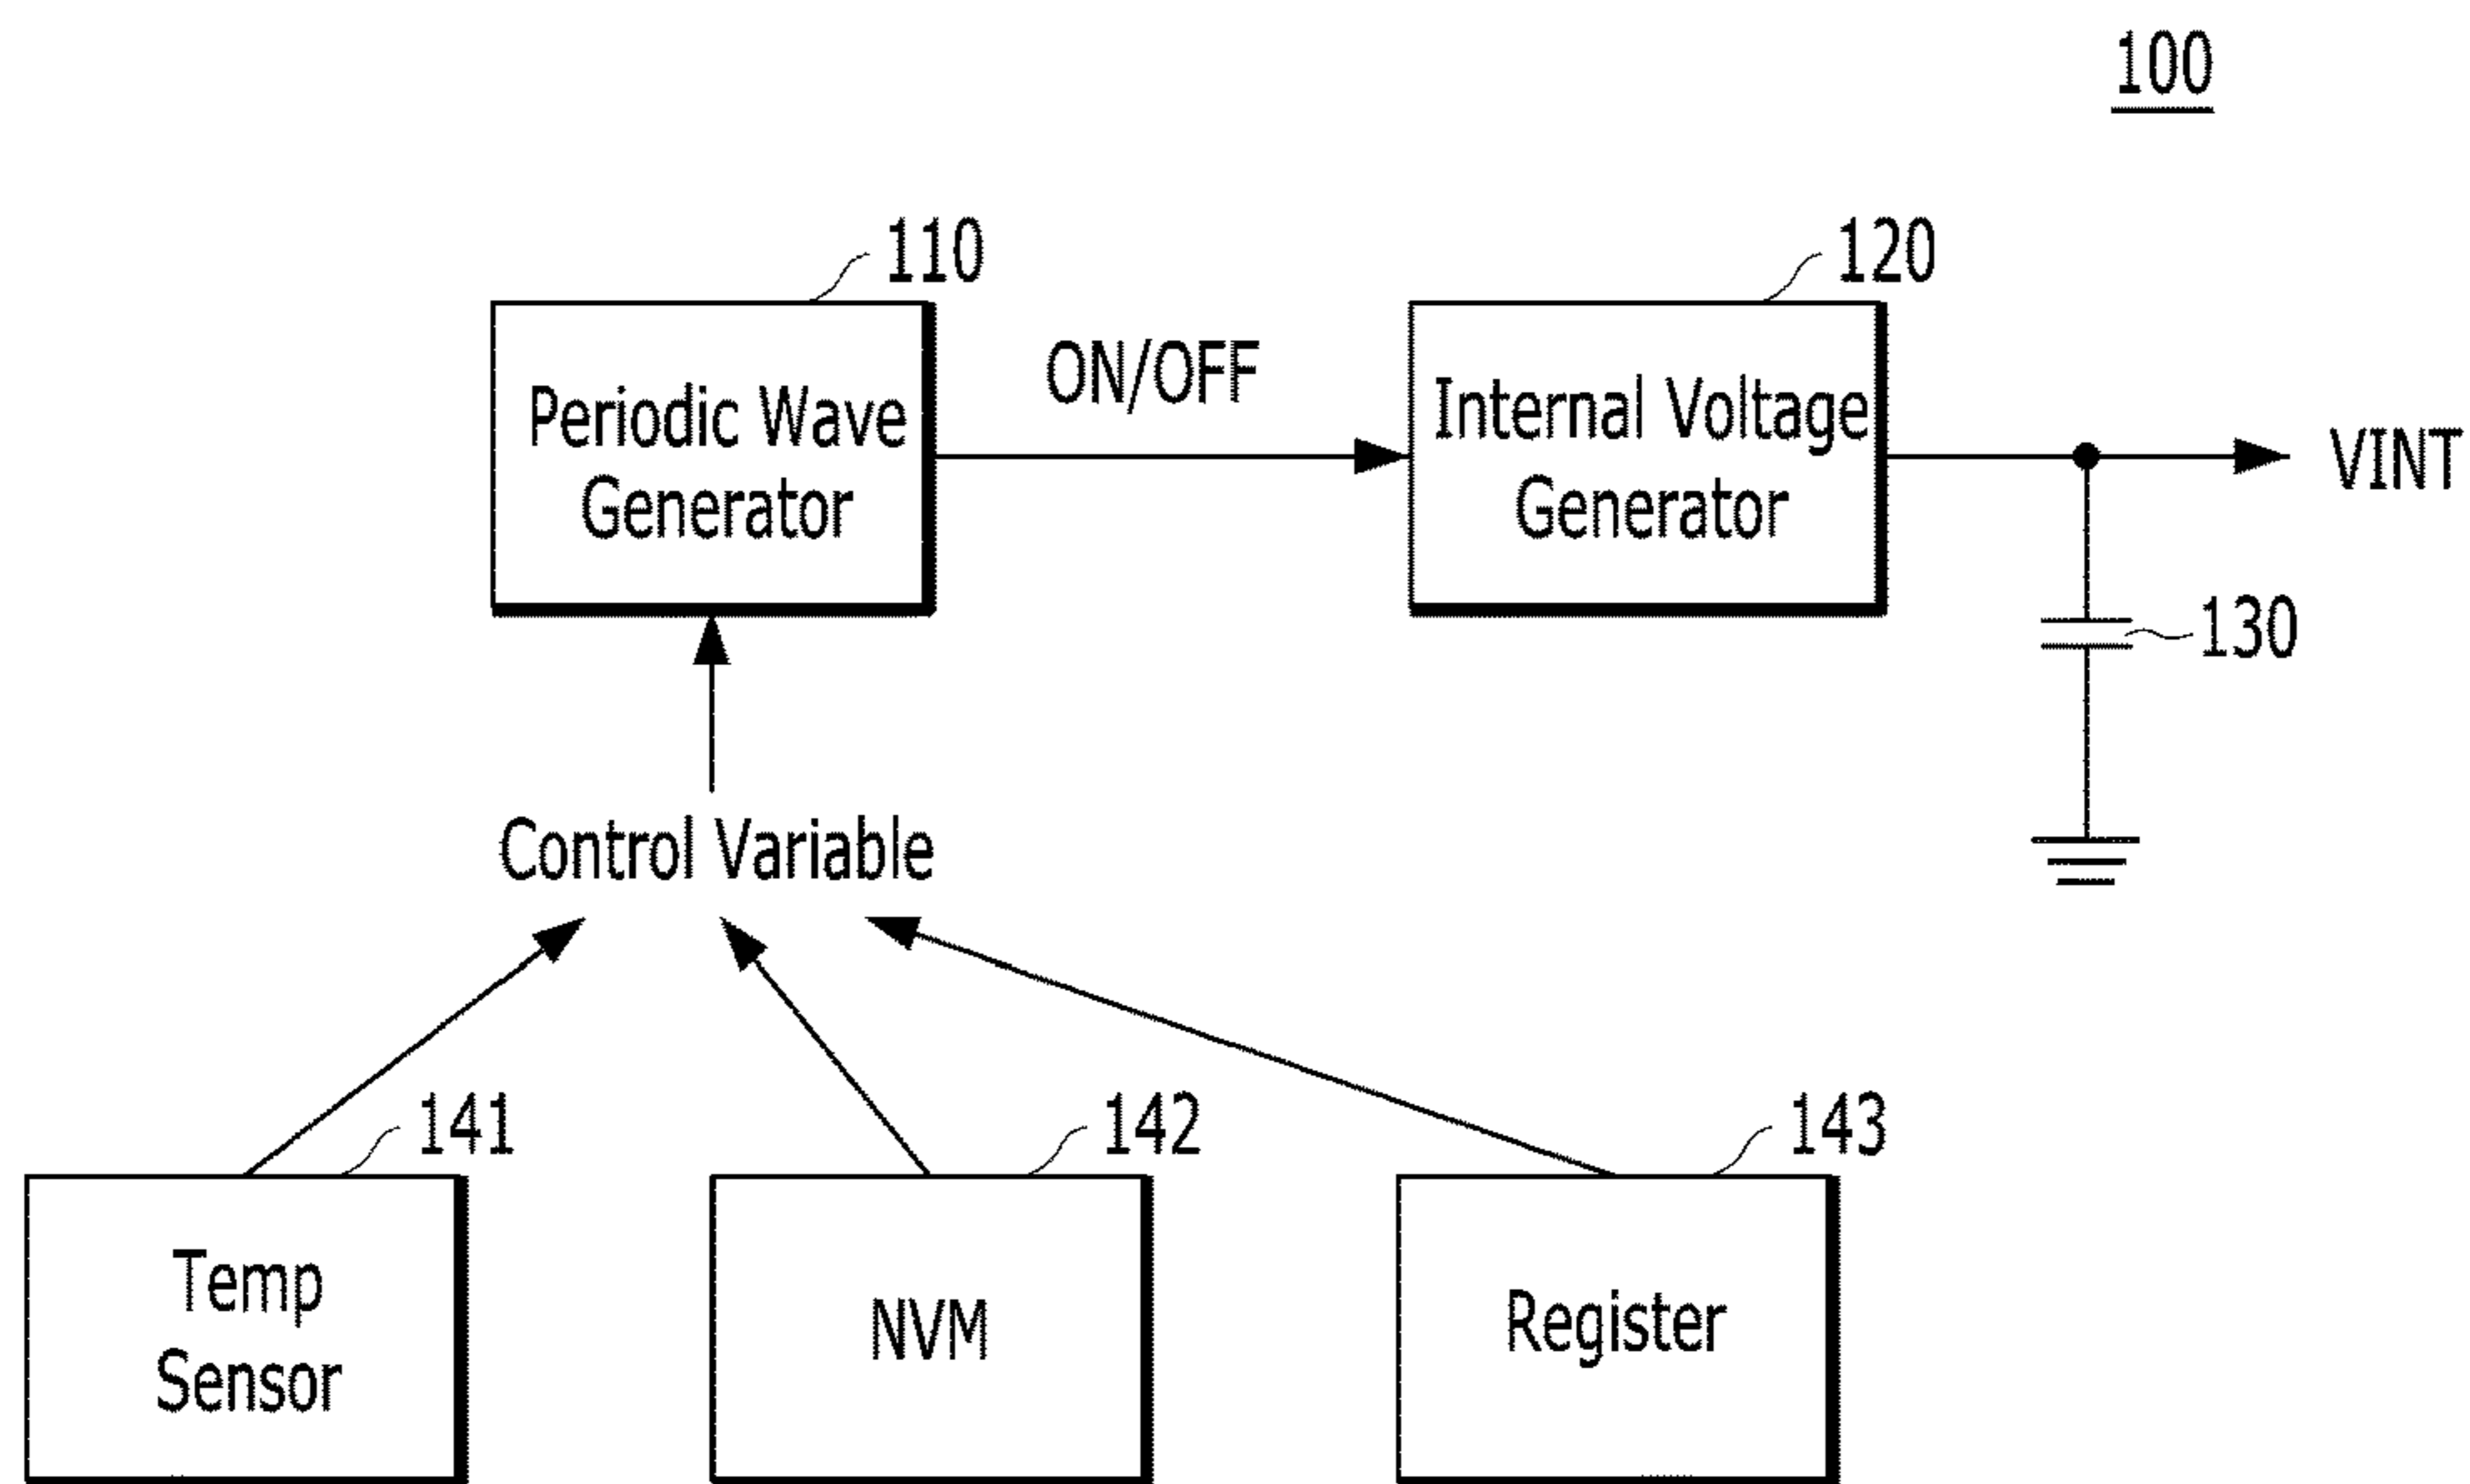 100
110
120
Periodic Wave
Generator
ON/OFF
Internal Voltage
Generator
VINT
130
Control Variable
141
142
143
Temp
Sensor
NVM
Register